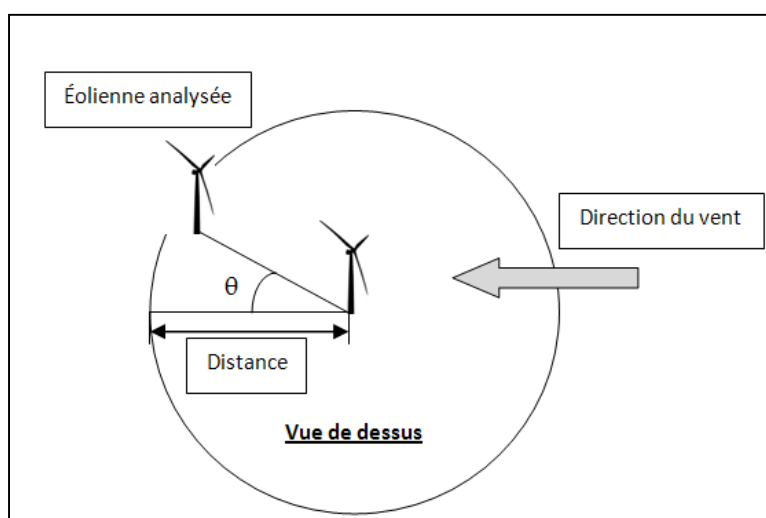 Éolienne analysée
Direction du vent
θ
Distance
Vue de dessus